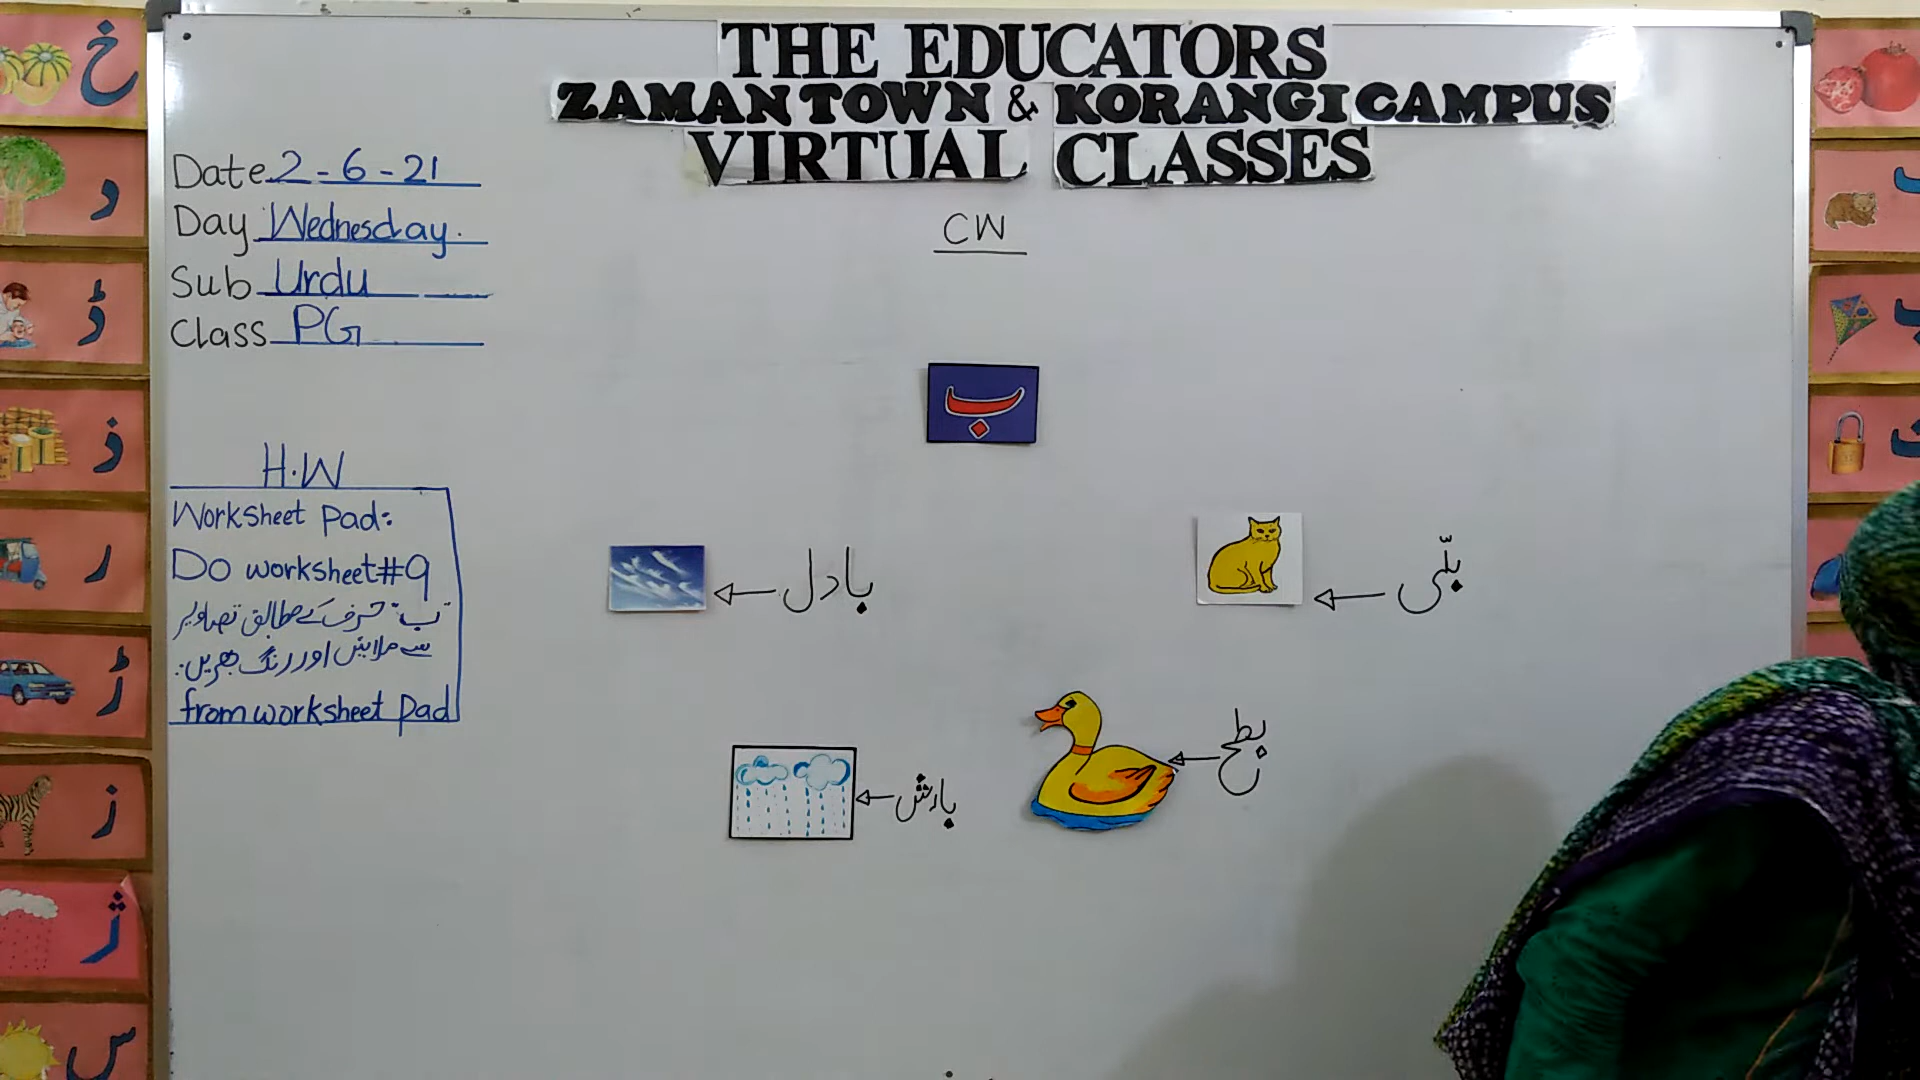 THE EDUCATORS
ZAMAN TOWN & KORANGI CAMPUS
VIRTUAL CLASSES
Date 2-6-21
Day Wednesday.
Sub Urdu
Class PG
CW
ب
H.W
Worksheet Pad:
Do worksheet#9
"ب" حرف کے مطابق تصاویر
سے ملایئں اور رنگ بھریں:
from worksheet Pad
بلّی
بادل
بطخ
بارش
خ
د
ڈ
ذ
ر
ڑ
ز
ژ
س